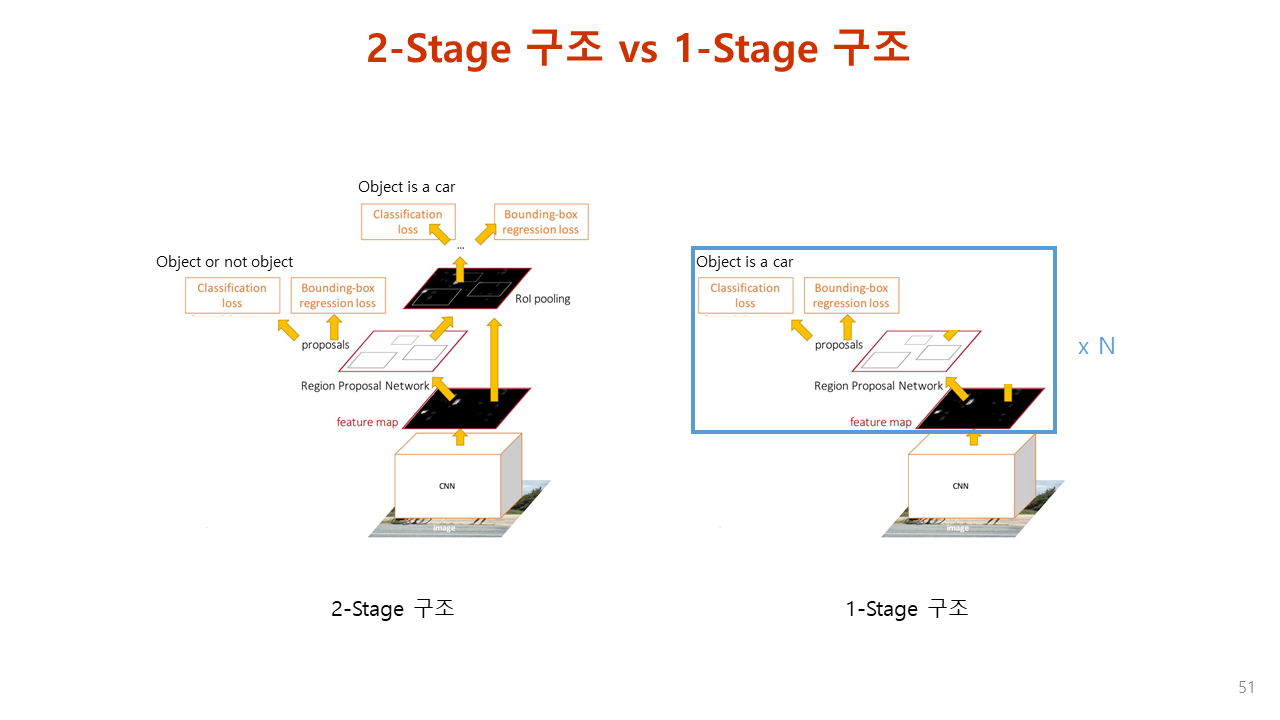 2-Stage 구조 vs 1-Stage 구조
Object is a car
Classification
loss
Bounding-box
regression loss
...
Object or not object
Classification
loss
Bounding-box
regression loss
RoI pooling
proposals
Region Proposal Network
feature map
CNN
image
2-Stage 구조
Object is a car
Classification
loss
Bounding-box
regression loss
proposals
Region Proposal Network
feature map
x N
CNN
image
1-Stage 구조
51